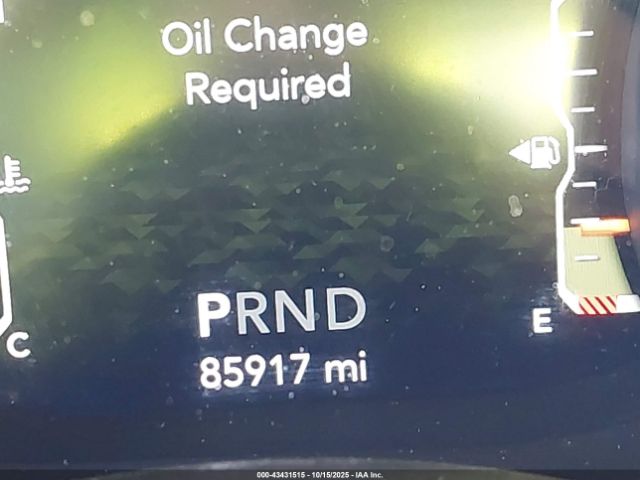 Oil Change
Required
PRND
E
C
85917 mi
000-43431515 - 10/15/2025 - IAA Inc.